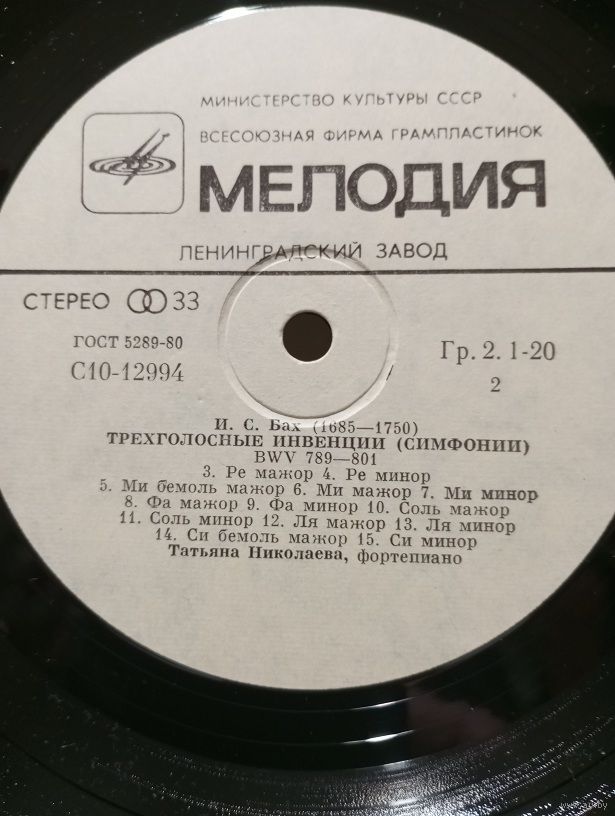 МИНИСТЕРСТВО КУЛЬТУРЫ СССР
ВСЕСОЮЗНАЯ ФИРМА ГРАМПЛАСТИНОК
МЕЛОДИЯ
ЛЕНИНГРАДСКИЙ ЗАВОД
СТЕРЕО 33
ГОСТ 5289-80
С10-12994
Гр. 2. 1-20
2
И. С. Бах (1685—1750)
ТРЕХГОЛОСНЫЕ ИНВЕНЦИИ (СИМФОНИИ)
BWV 789—801
3. Ре мажор 4. Ре минор
5. Ми бемоль мажор 6. Ми мажор 7. Ми минор
8. Фа мажор 9. Фа минор 10. Соль мажор
11. Соль минор 12. Ля мажор 13. Ля минор
14. Си бемоль мажор 15. Си минор
Татьяна Николаева, фортепиано